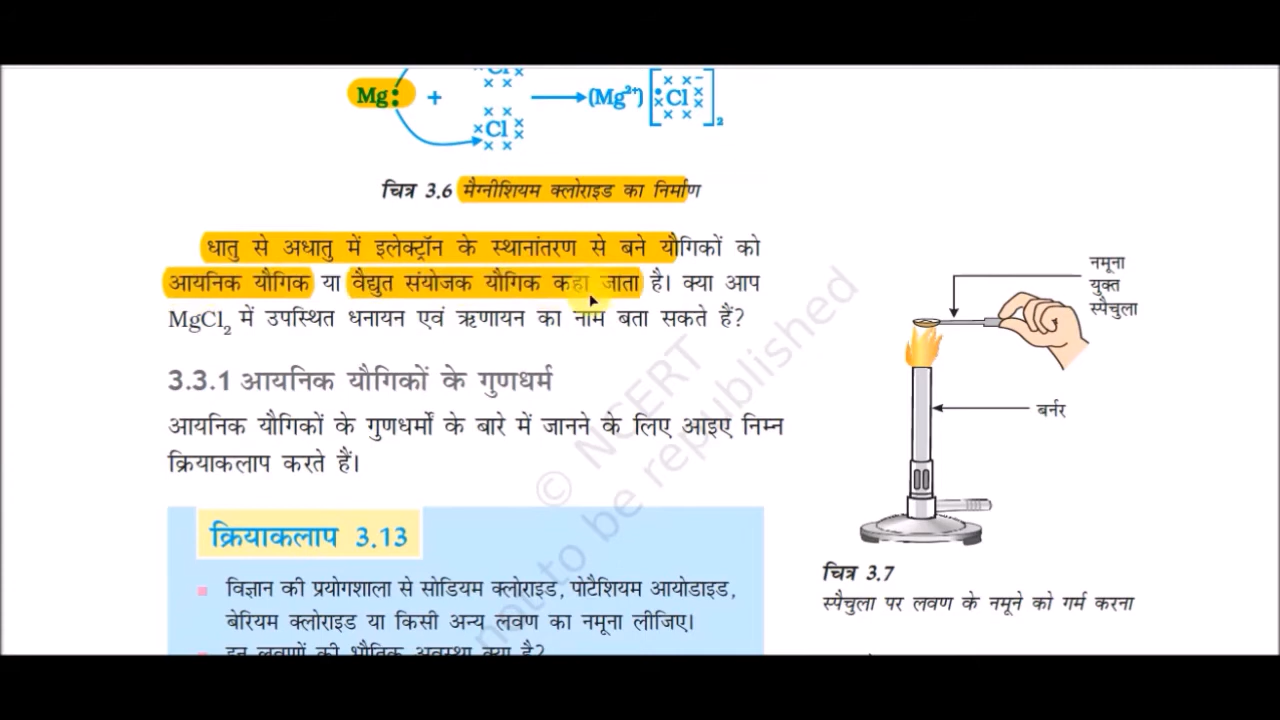 Cl
Mg: + Cl → (Mg²⁺) [Cl⁻]₂
चित्र 3.6 मैग्नीशियम क्लोराइड का निर्माण
धातु से अधातु में इलेक्ट्रॉन के स्थानांतरण से बने यौगिकों को
आयनिक यौगिक या वैद्युत संयोजक यौगिक कहा जाता है। क्या आप
MgCl₂ में उपस्थित धनायन एवं ऋणायन का नाम बता सकते हैं?
3.3.1 आयनिक यौगिकों के गुणधर्म
आयनिक यौगिकों के गुणधर्मों के बारे में जानने के लिए आइए निम्न
क्रियाकलाप करते हैं।
क्रियाकलाप 3.13
विज्ञान की प्रयोगशाला से सोडियम क्लोराइड, पोटैशियम आयोडाइड,
बेरियम क्लोराइड या किसी अन्य लवण का नमूना लीजिए।
इन लवणों की भौतिक अवस्था क्या है?
नमूना
युक्त
स्पैचुला
बर्नर
चित्र 3.7
स्पैचुला पर लवण के नमूने को गर्म करना
© NCERT
not to be republished